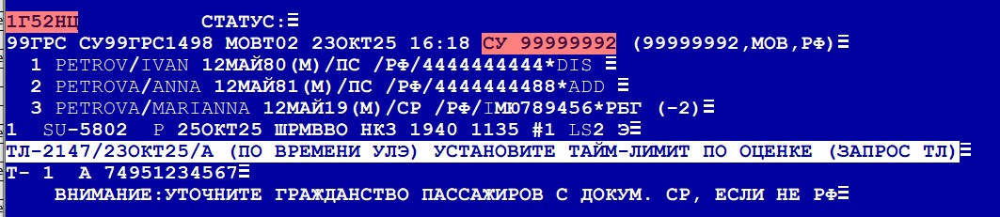 1Г52НЦ СТАТУС:
99ГРС СУ99ГРС1498 МОВТ02 23ОКТ25 16:18 СУ 99999992 (99999992,МОВ,РФ)
1 PETROV/IVAN 12МАЙ80(М)/ПС /РФ/4444444444*DIS
2 PETROVA/ANNA 12МАЙ81(М)/ПС /РФ/4444444488*ADD
3 PETROVA/MARIANNA 12МАЙ19(М)/СР /РФ/IМЮ789456*РБГ (-2)
1 SU-5802 P 25ОКТ25 ШРМВВО НК3 1940 1135 #1 LS2 Э
ТЛ-2147/23ОКТ25/А (ПО ВРЕМЕНИ УЛЭ) УСТАНОВИТЕ ТАЙМ-ЛИМИТ ПО ОЦЕНКЕ (ЗАПРОС ТЛ)
Т- 1 А 74951234567
ВНИМАНИЕ:УТОЧНИТЕ ГРАЖДАНСТВО ПАССАЖИРОВ С ДОКУМ. СР, ЕСЛИ НЕ РФ